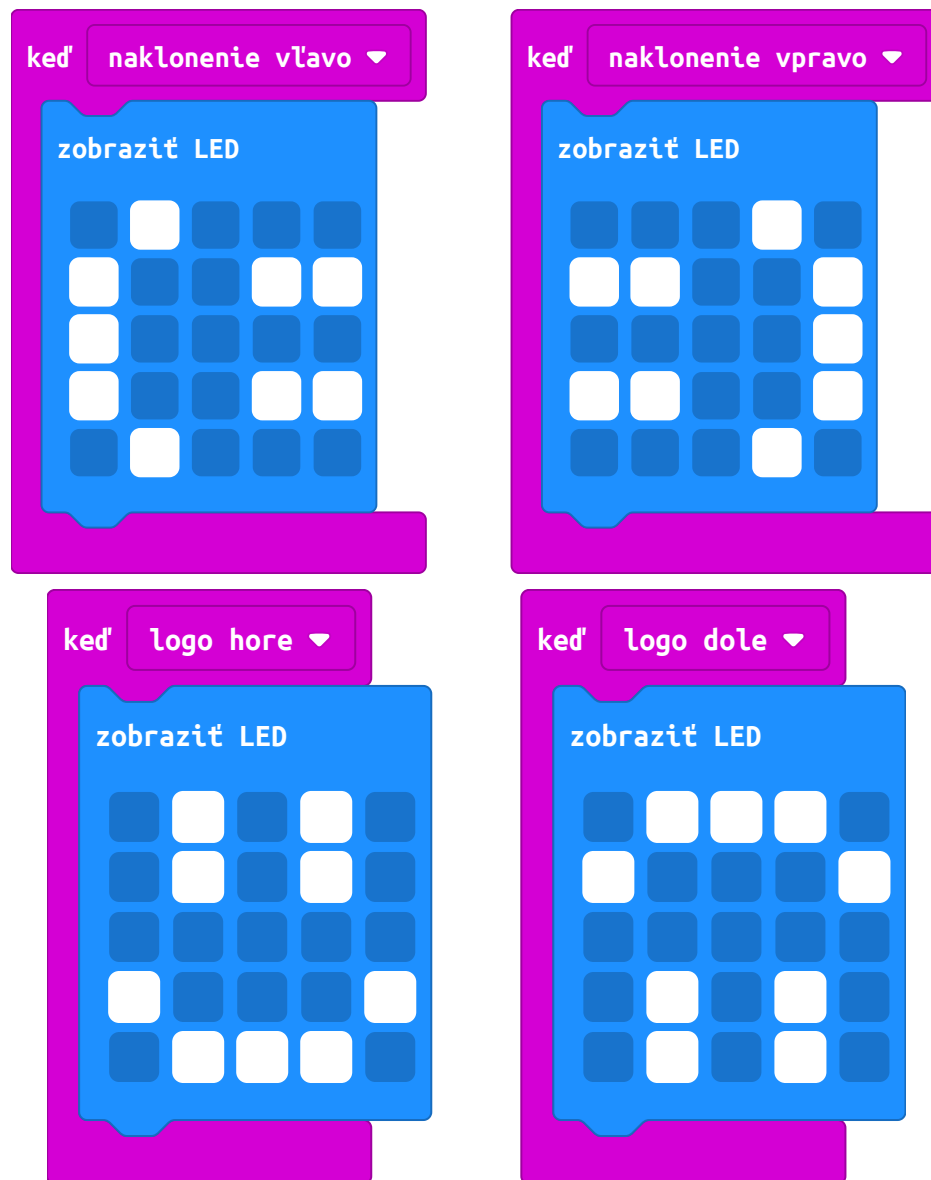 keď naklonenie vľavo
zobraziť LED
keď naklonenie vpravo
zobraziť LED
keď logo hore
zobraziť LED
keď logo dole
zobraziť LED